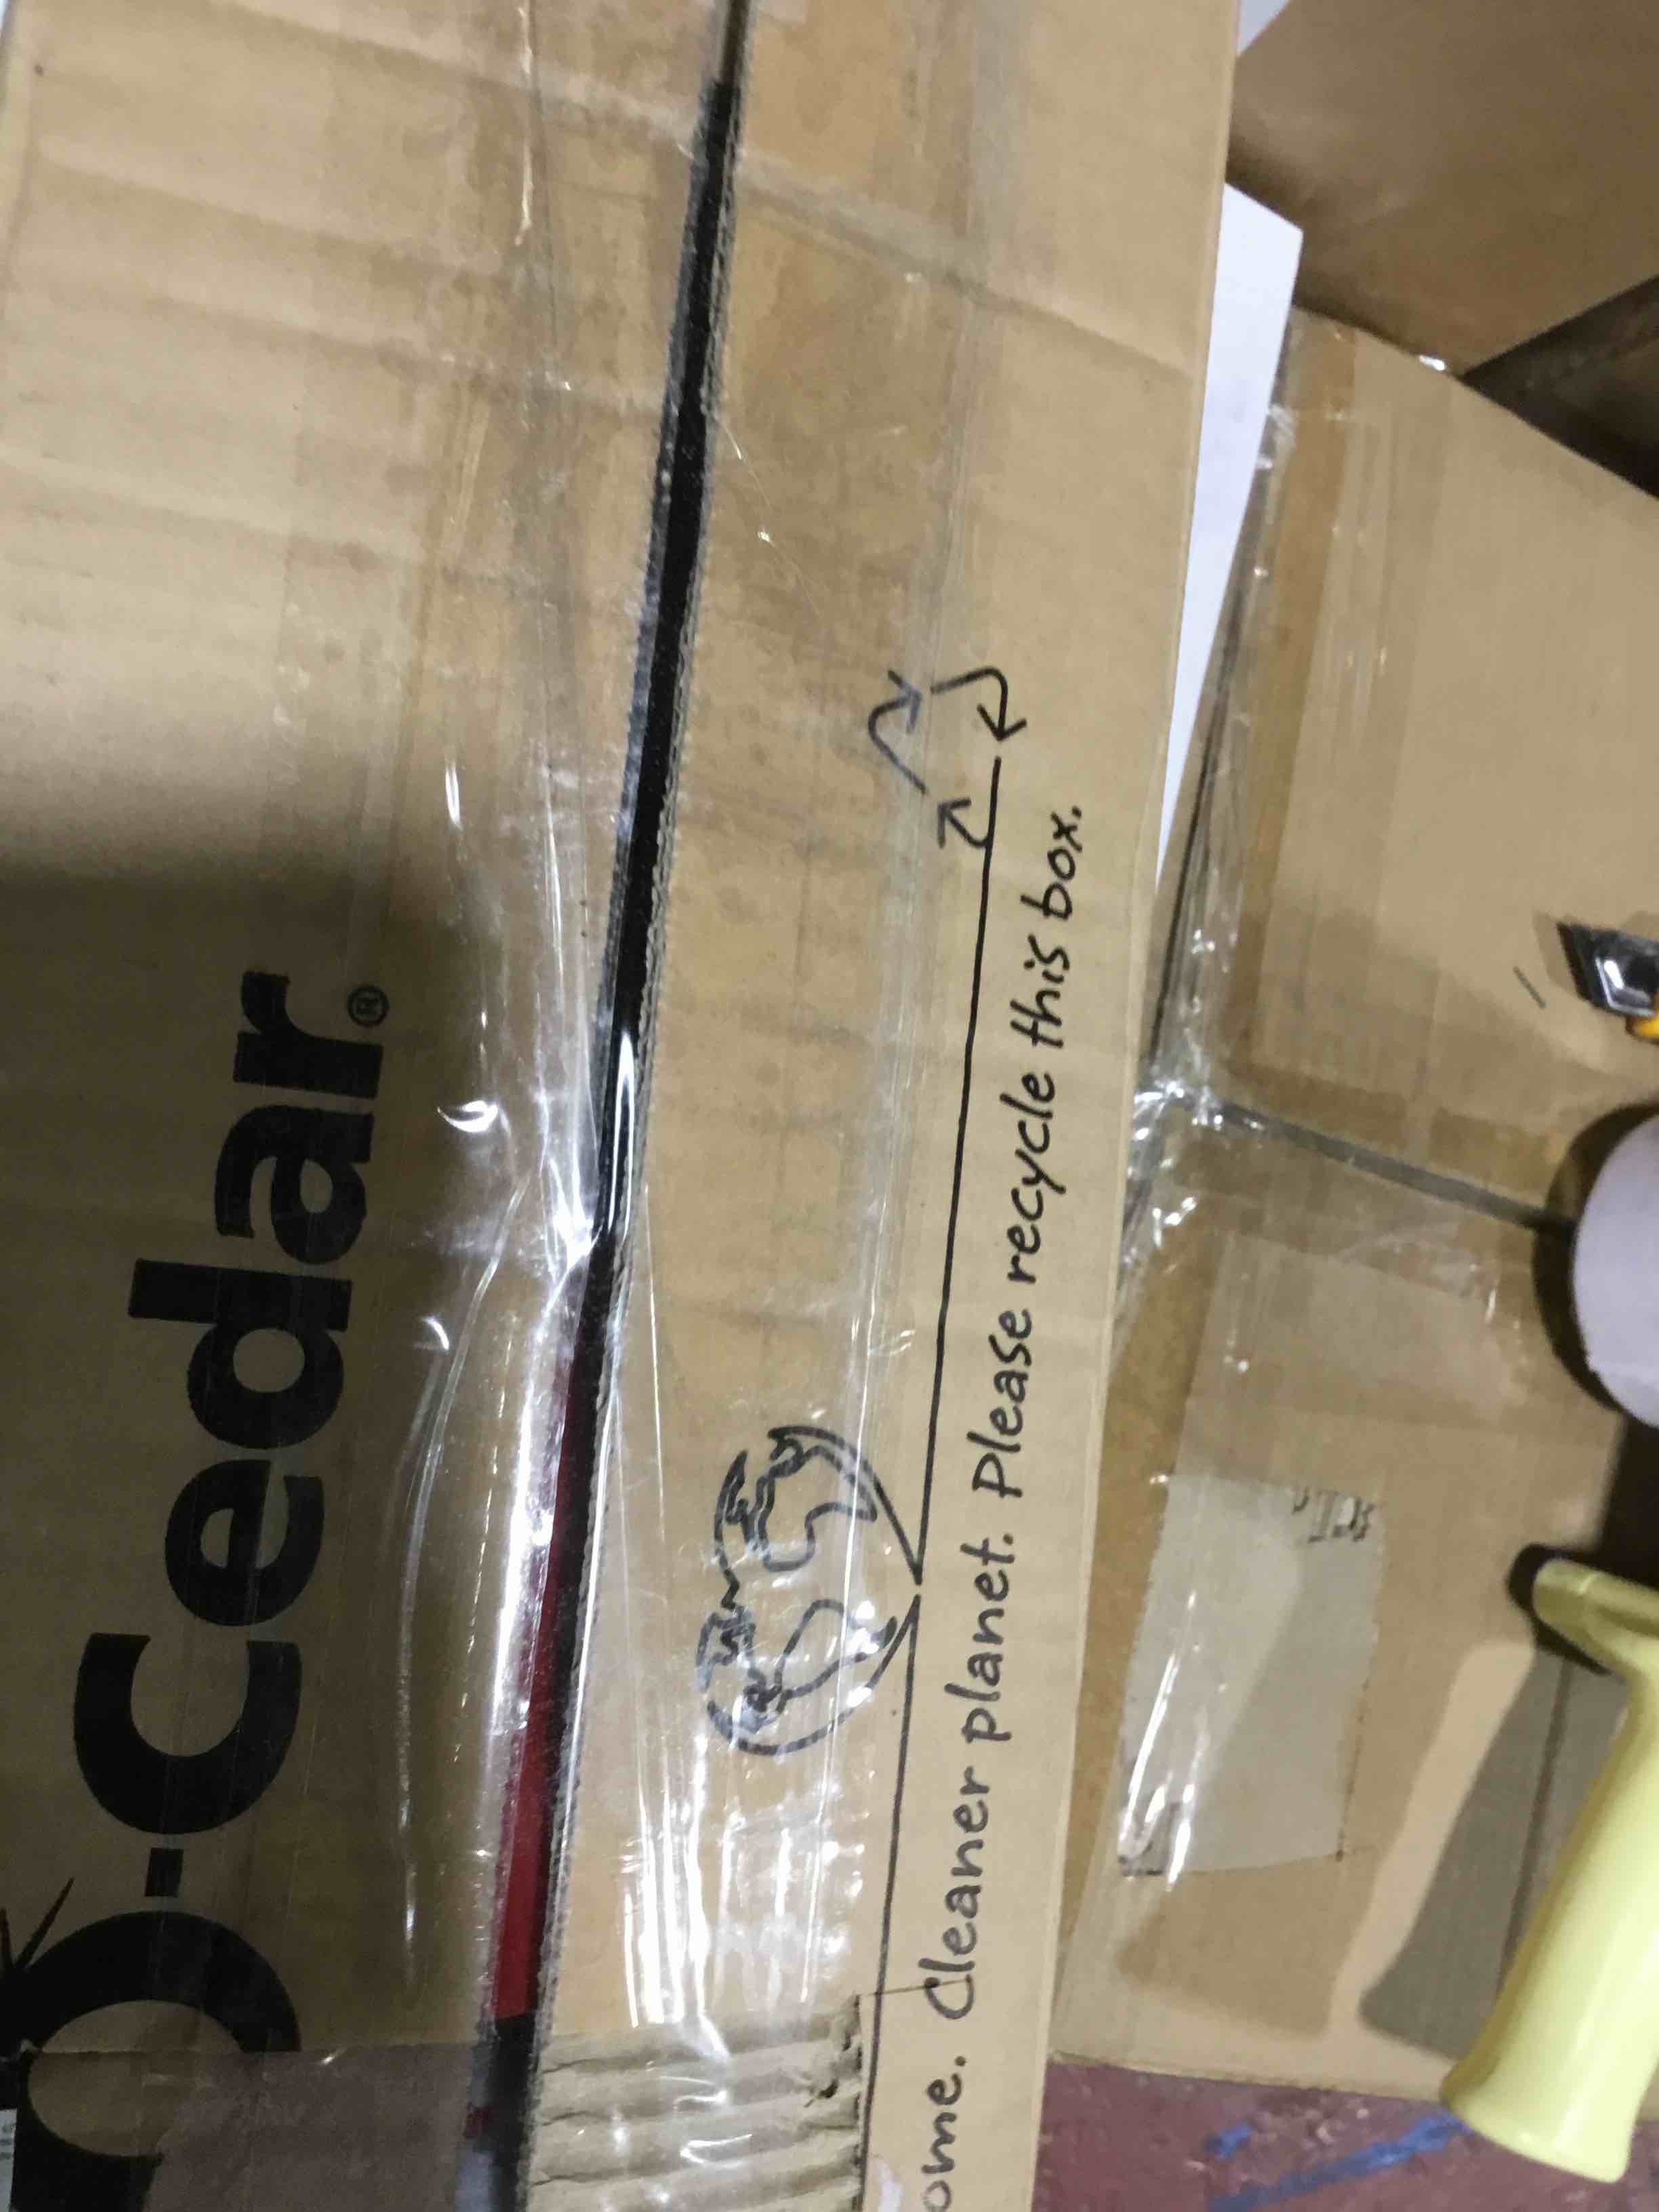 O-Cedar®
ome. Cleaner planet. Please recycle this box.